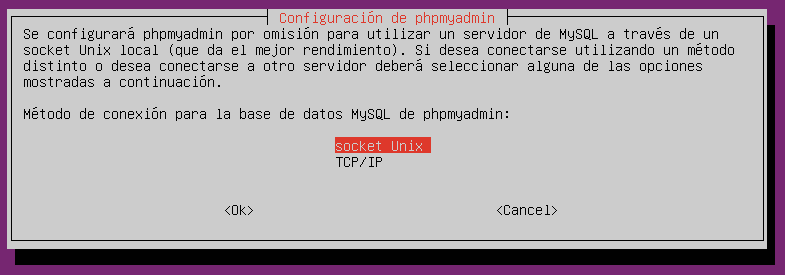 Configuración de phpmyadmin
Se configurará phpmyadmin por omisión para utilizar un servidor de MySQL a través de un
socket Unix local (que da el mejor rendimiento). Si desea conectarse utilizando un método
distinto o desea conectarse a otro servidor deberá seleccionar alguna de las opciones
mostradas a continuación.
Método de conexión para la base de datos MySQL de phpmyadmin:
socket Unix
TCP/IP
<Ok> <Cancel>